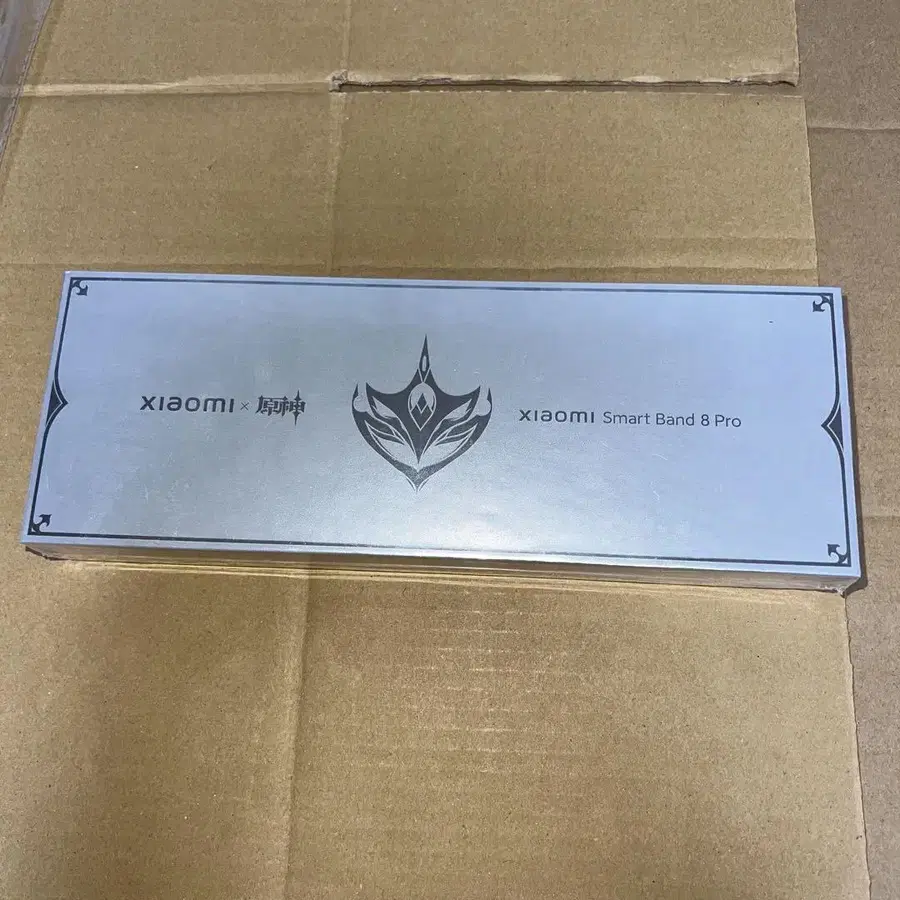 xiaomi × 原神
xiaomi Smart Band 8 Pro